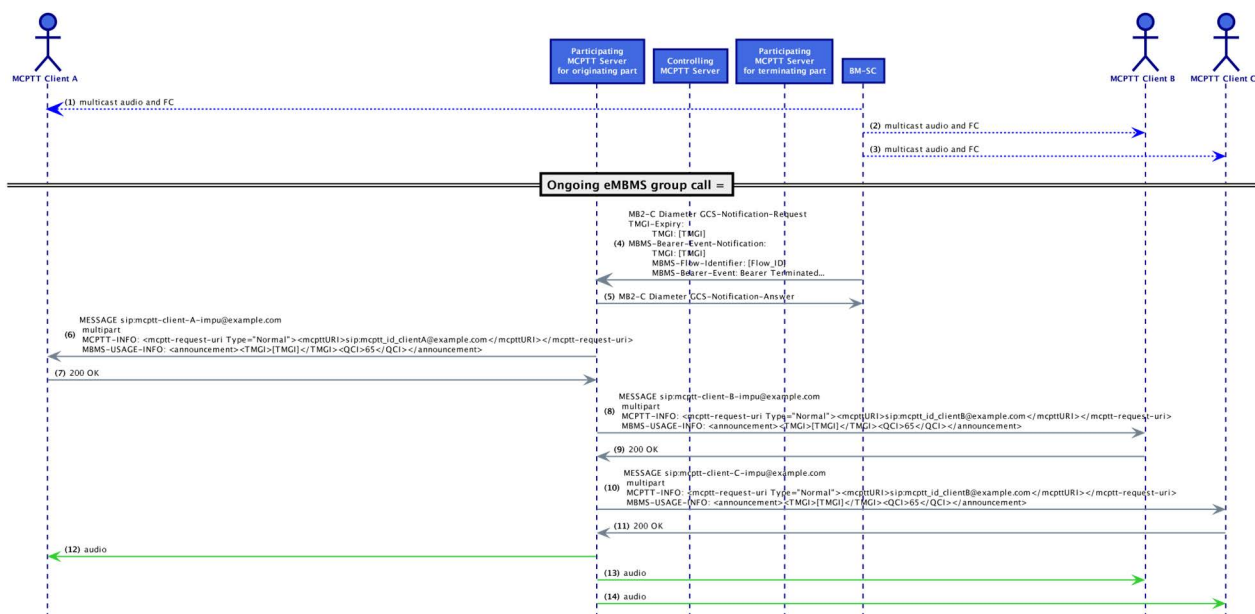 MCPTT Client A
Participating
MCPTT Server
for originating part
Controlling
MCPTT Server
Participating
MCPTT Server
for terminating part
BM-SC
MCPTT Client B
MCPTT Client C
(1) multicast audio and FC
(2) multicast audio and FC
(3) multicast audio and FC
Ongoing eMBMS group call =
MB2-C Diameter GCS-Notification-Request
TMGI-Expiry:
TMGI: [TMGI]
(4) MBMS-Bearer-Event-Notification:
TMGI: [TMGI]
MBMS-Flow-Identifier: [Flow_ID]
MBMS-Bearer-Event: Bearer Terminated...
(5) MB2-C Diameter GCS-Notification-Answer
MESSAGE sip:mcptt-client-A-impu@example.com
multipart
(6) MCPTT-INFO: <mcptt-request-uri Type="Normal"><mcpttURI>sip:mcptt_id_clientA@example.com</mcpttURI></mcptt-request-uri>
MBMS-USAGE-INFO: <announcement><TMGI>[TMGI]</TMGI><QCI>65</QCI></announcement>
(7) 200 OK
MESSAGE sip:mcptt-client-B-impu@example.com
(8) multipart
MCPTT-INFO: <mcptt-request-uri Type="Normal"><mcpttURI>sip:mcptt_id_clientB@example.com</mcpttURI></mcptt-request-uri>
MBMS-USAGE-INFO: <announcement><TMGI>[TMGI]</TMGI><QCI>65</QCI></announcement>
(9) 200 OK
MESSAGE sip:mcptt-client-C-impu@example.com
(10) multipart
MCPTT-INFO: <mcptt-request-uri Type="Normal"><mcpttURI>sip:mcptt_id_clientB@example.com</mcpttURI></mcptt-request-uri>
MBMS-USAGE-INFO: <announcement><TMGI>[TMGI]</TMGI><QCI>65</QCI></announcement>
(11) 200 OK
(12) audio
(13) audio
(14) audio